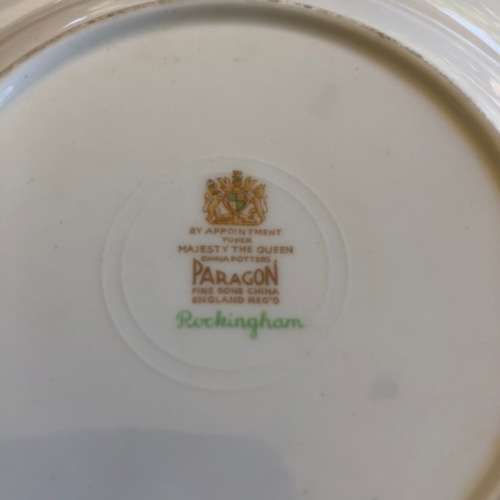 BY APPOINTMENT
TO HER
MAJESTY THE QUEEN
CHINA POTTERS
PARAGON
FINE BONE CHINA
ENGLAND REG'D
Rockingham